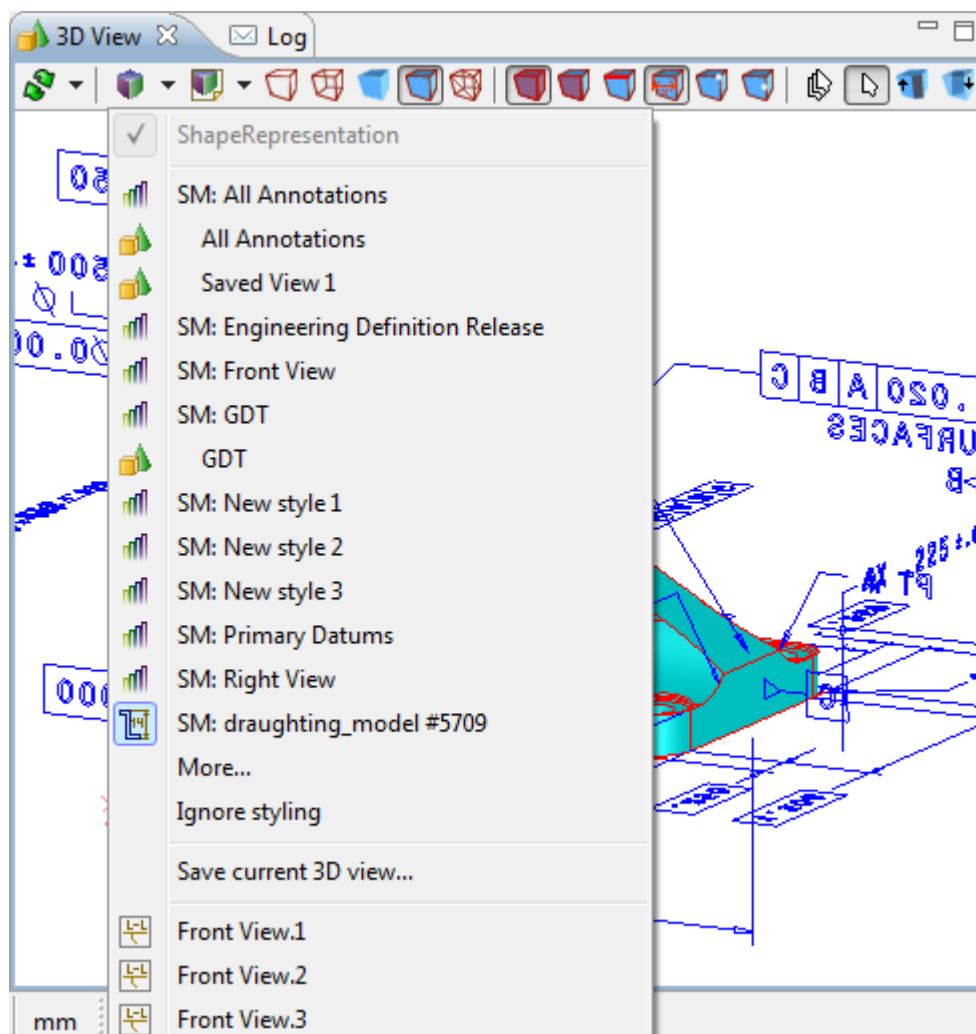 3D View
Log
ShapeRepresentation
SM: All Annotations
All Annotations
Saved View 1
SM: Engineering Definition Release
SM: Front View
SM: GDT
GDT
SM: New style 1
SM: New style 2
SM: New style 3
SM: Primary Datums
SM: Right View
SM: draughting_model #5709
More...
Ignore styling
Save current 3D view...
Front View.1
Front View.2
Front View.3
mm
.020 A B C